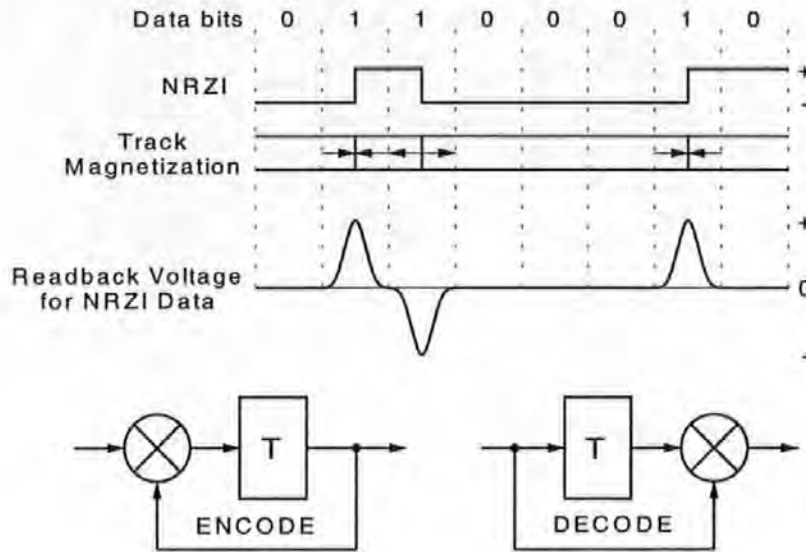 Data bits 0 1 1 0 0 0 1 0
NRZI
+
-
Track
Magnetization
+
Readback Voltage
for NRZI Data
0
-
T
T
ENCODE
DECODE